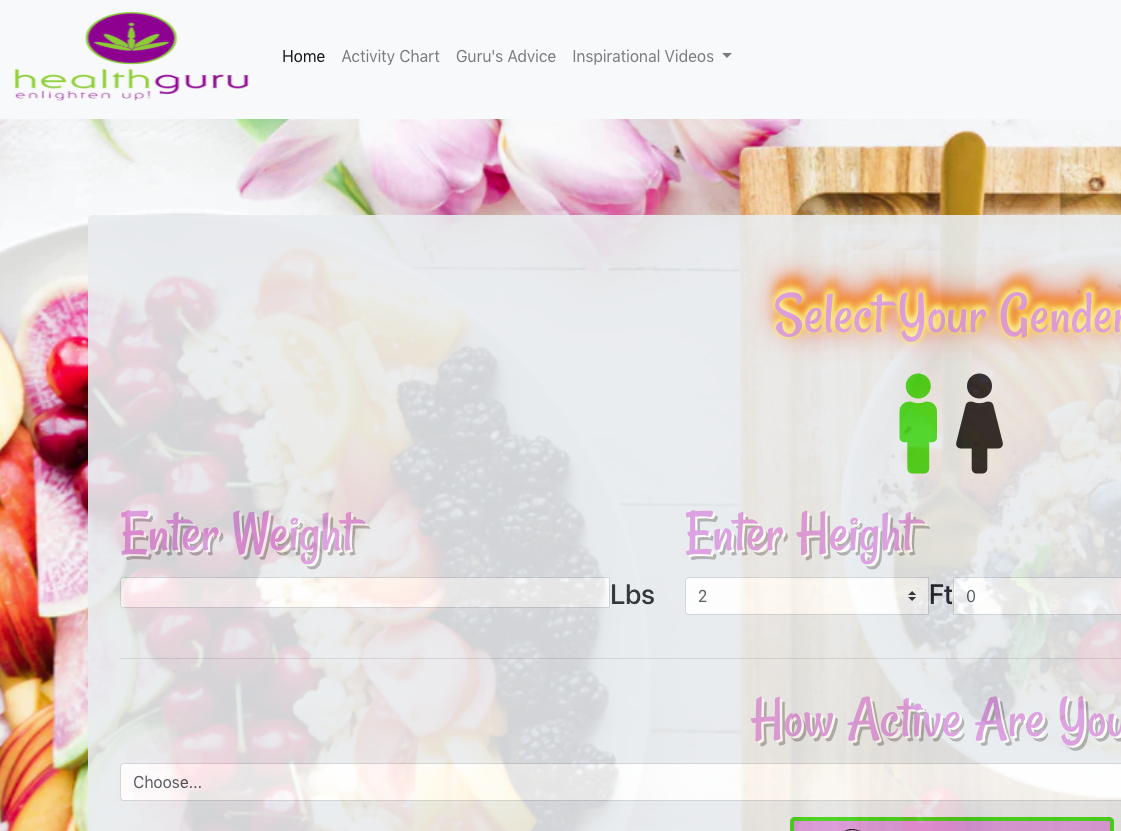 healthguru
enlighten up!
Home Activity Chart Guru's Advice Inspirational Videos
Select Your Gender
Enter Weight Enter Height
Lbs 2 Ft 0
How Active Are You
Choose...